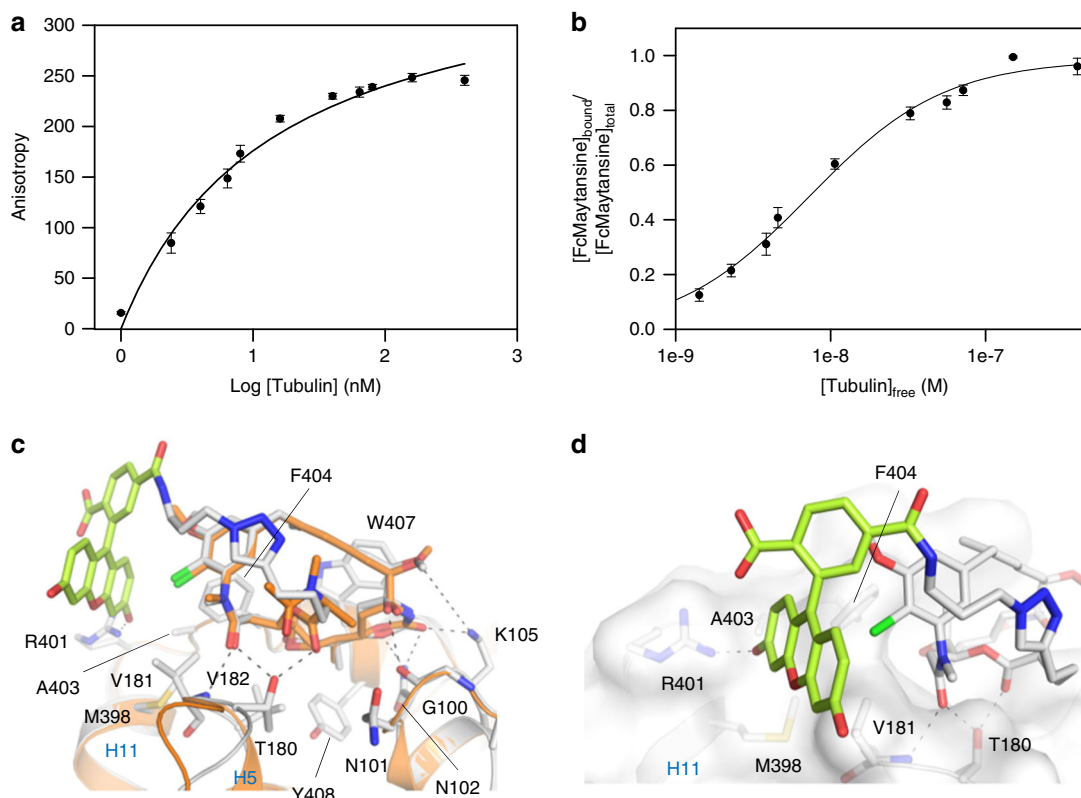 a
300
250
200
150
100
50
0
Anisotropy
0 1 2 3
Log [Tubulin] (nM)
b
1.0
0.8
0.6
0.4
0.2
0.0
[FcMaytansine]bound/
[FcMaytansine]total
1e-9 1e-8 1e-7
[Tubulin]free (M)
c
F404
W407
R401
K105
A403
V181
V182
M398
G100
H11
T180
H5
N101
Y408
N102
d
F404
A403
R401
V181
T180
M398
H11